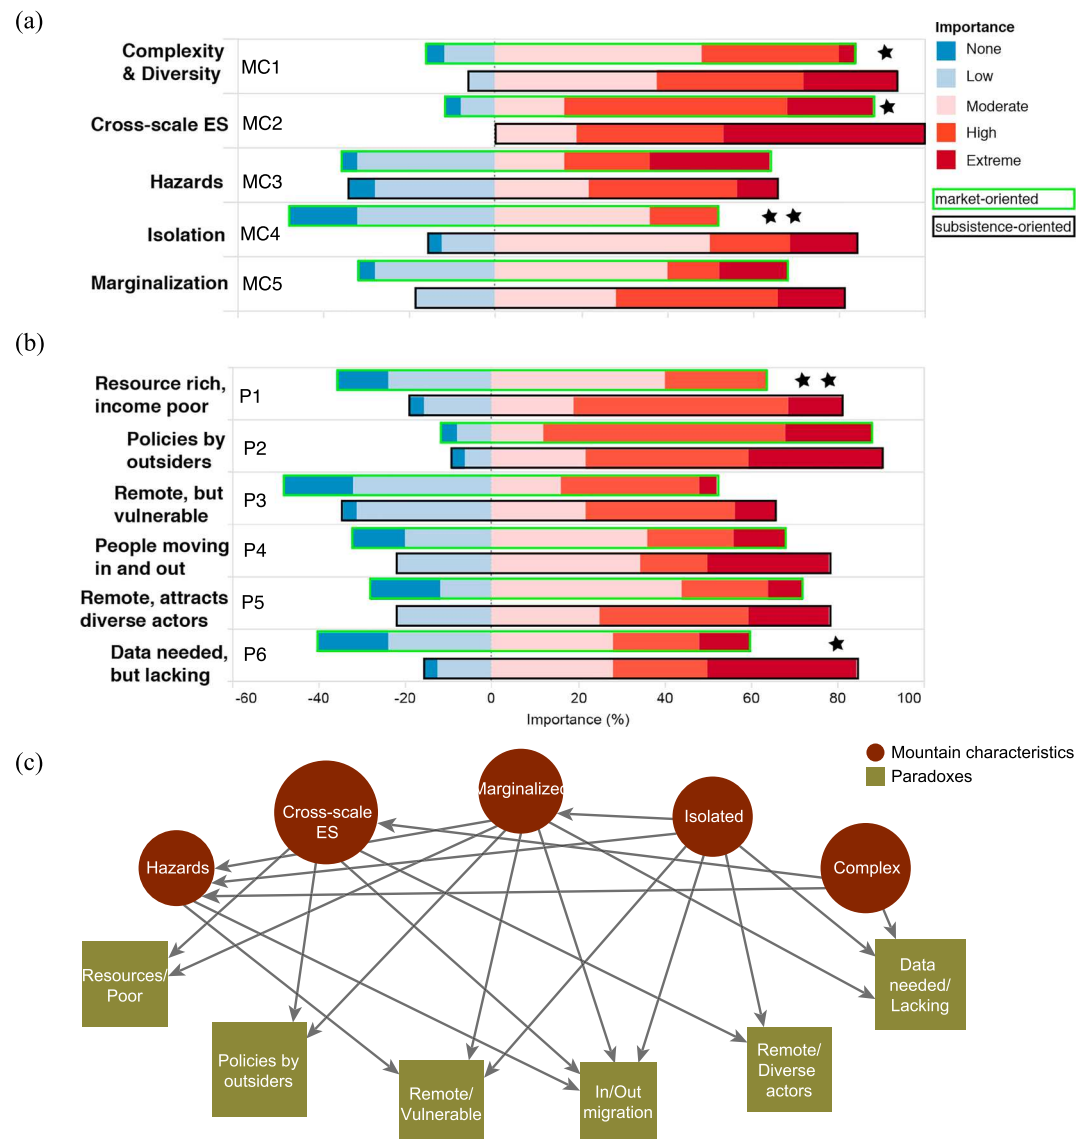 (a)
Complexity
& Diversity
MC1
Cross-scale ES
MC2
Hazards
MC3
Isolation
MC4
Marginalization
MC5
Importance
None
Low
Moderate
High
Extreme
market-oriented
subsistence-oriented
(b)
Resource rich,
income poor
P1
Policies by
outsiders
P2
Remote, but
vulnerable
P3
People moving
in and out
P4
Remote, attracts
diverse actors
P5
Data needed,
but lacking
P6
-60 -40 -20 0 20 40 60 80 100
Importance (%)
(c)
Mountain characteristics
Paradoxes
Hazards
Cross-scale
ES
Marginalized
Isolated
Complex
Resources/
Poor
Policies by
outsiders
Remote/
Vulnerable
In/Out
migration
Remote/
Diverse
actors
Data
needed/
Lacking